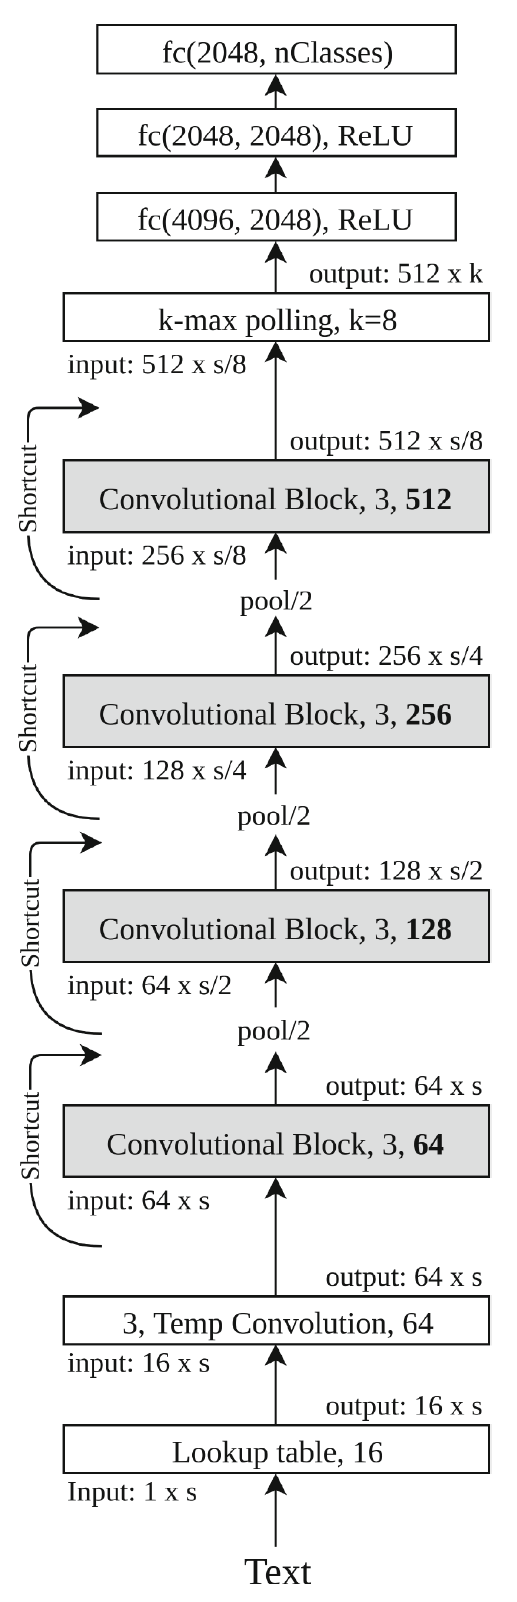 fc(2048, nClasses)
fc(2048, 2048), ReLU
fc(4096, 2048), ReLU
output: 512 x k
k-max polling, k=8
input: 512 x s/8
output: 512 x s/8
Shortcut
Convolutional Block, 3, 512
input: 256 x s/8
pool/2
output: 256 x s/4
Shortcut
Convolutional Block, 3, 256
input: 128 x s/4
pool/2
output: 128 x s/2
Shortcut
Convolutional Block, 3, 128
input: 64 x s/2
pool/2
output: 64 x s
Shortcut
Convolutional Block, 3, 64
input: 64 x s
output: 64 x s
3, Temp Convolution, 64
input: 16 x s
output: 16 x s
Lookup table, 16
Input: 1 x s
Text